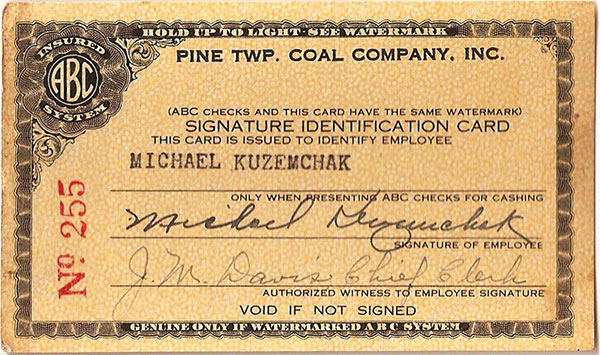 HOLD UP TO LIGHT-SEE WATERMARK
INSURED
ABC
SYSTEM
PINE TWP. COAL COMPANY, INC.
(ABC CHECKS AND THIS CARD HAVE THE SAME WATERMARK)
SIGNATURE IDENTIFICATION CARD
THIS CARD IS ISSUED TO IDENTIFY EMPLOYEE
MICHAEL KUZEMCHAK
ONLY WHEN PRESENTING ABC CHECKS FOR CASHING
Michael Kuzemchak
SIGNATURE OF EMPLOYEE
J. M. Davis Chief Clerk
AUTHORIZED WITNESS TO EMPLOYEE SIGNATURE
VOID IF NOT SIGNED
No 255
GENUINE ONLY IF WATERMARKED A B C SYSTEM